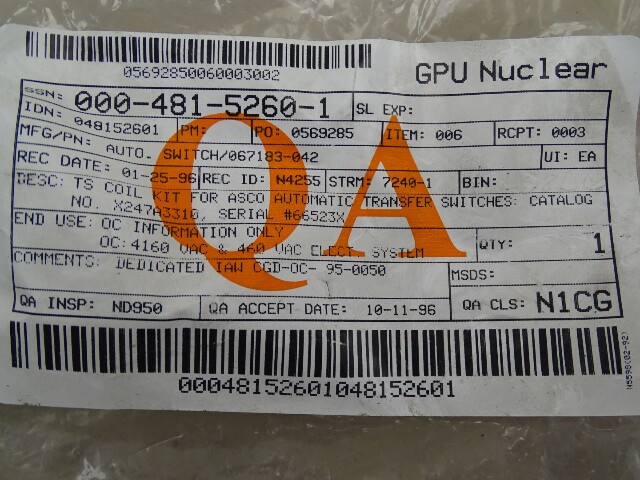 05692850060003002
GPU Nuclear
SSN: 000-481-5260-1 SL EXP:
IDN: 048152601 PM: PO: 0569285 ITEM: 006 RCPT: 0003
MFG/PN: AUTO. SWITCH/067183-042 UI: EA
REC DATE: 01-25-96 REC ID: N4255 STRM: 7240-1 BIN:
DESC: TS COIL KIT FOR ASCO AUTOMATIC TRANSFER SWITCHES: CATALOG
NO. X247A3310, SERIAL #66523X
END USE: OC INFORMATION ONLY QTY: 1
OC: 4160 VAC & 460 VAC ELECT. SYSTEM
COMMENTS: DEDICATED IAW CGD-OC- 95-0050 MSDS:
QA INSP: ND950 QA ACCEPT DATE: 10-11-96 QA CLS: N1CG
QA
00048152601048152601